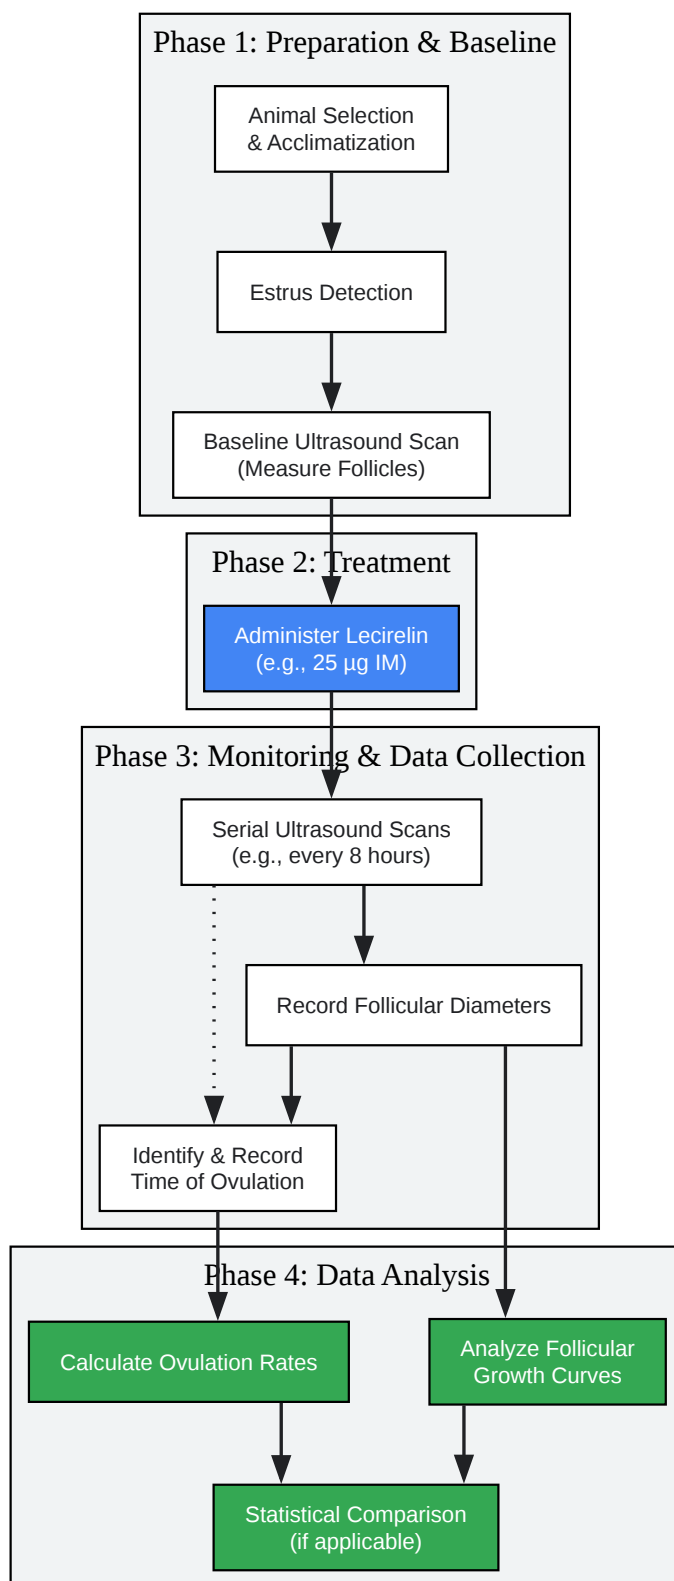 Phase 1: Preparation & Baseline
Animal Selection
& Acclimatization
Estrus Detection
Baseline Ultrasound Scan
(Measure Follicles)
Phase 2: Treatment
Administer Lecirelin
(e.g., 25 µg IM)
Phase 3: Monitoring & Data Collection
Serial Ultrasound Scans
(e.g., every 8 hours)
Record Follicular Diameters
Identify & Record
Time of Ovulation
Phase 4: Data Analysis
Calculate Ovulation Rates
Analyze Follicular
Growth Curves
Statistical Comparison
(if applicable)